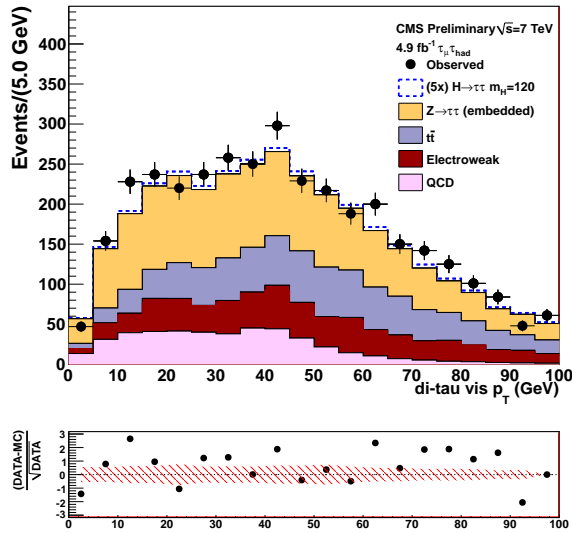 CMS Preliminary √s=7 TeV
4.9 fb⁻¹ τμτhad
Observed
(5x) H→ττ mH=120
Z→ττ (embedded)
tt̄
Electroweak
QCD
Events/(5.0 GeV)
400
350
300
250
200
150
100
50
0
0 10 20 30 40 50 60 70 80 90 100
di-tau vis pT (GeV)
(DATA-MC)
√DATA
3
2
1
0
-1
-2
-3
0 10 20 30 40 50 60 70 80 90 100